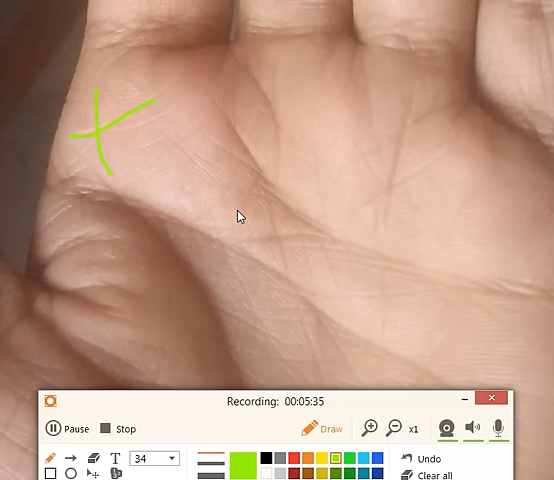 Recording: 00:05:35
Pause Stop Draw x1
T 34 Undo
Clear all